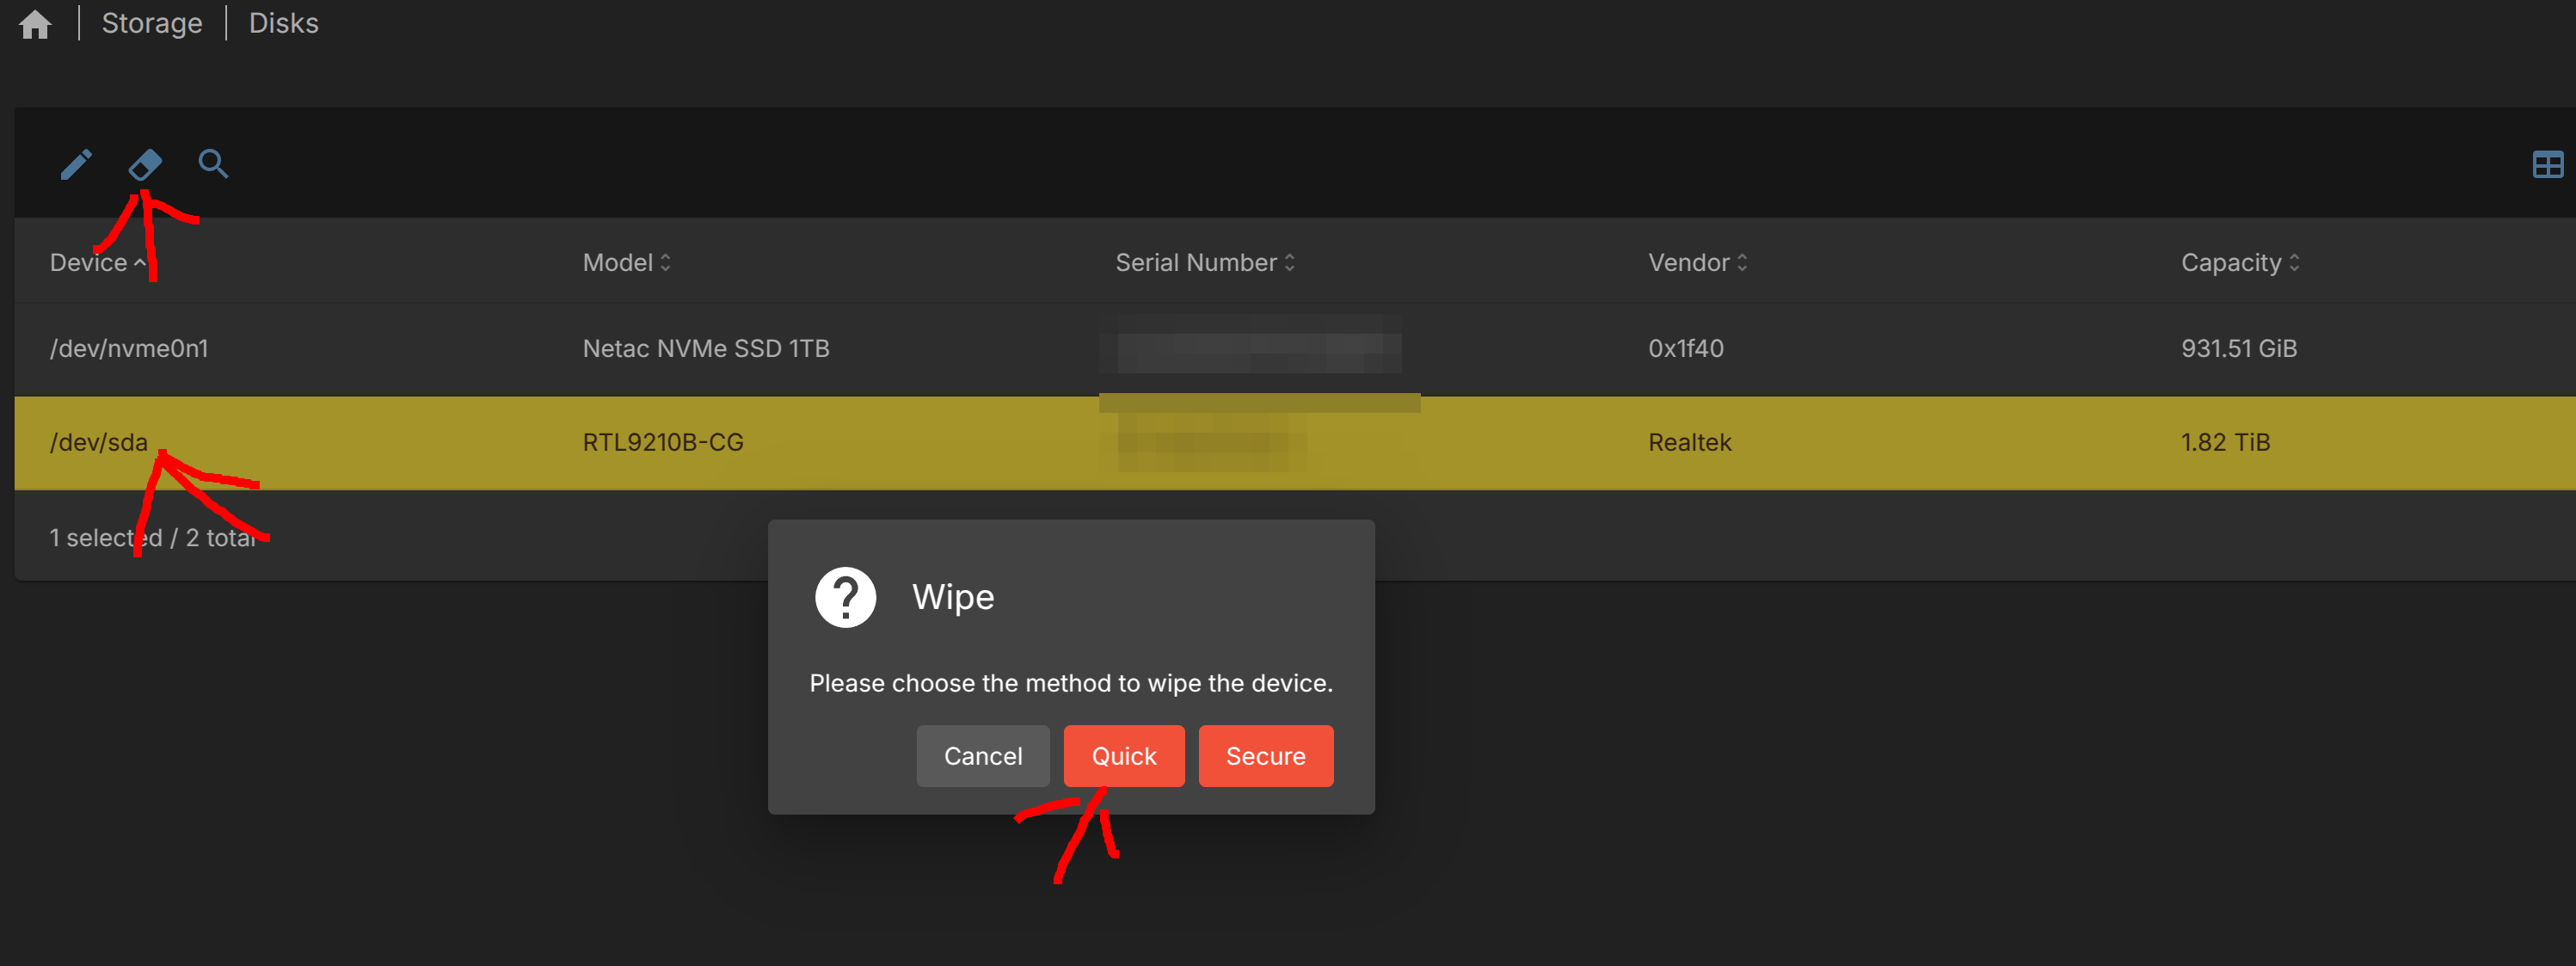 Storage | Disks
Device Model Serial Number Vendor Capacity
/dev/nvme0n1 Netac NVMe SSD 1TB 0x1f40 931.51 GiB
/dev/sda RTL9210B-CG Realtek 1.82 TiB
1 selected / 2 total
Wipe
Please choose the method to wipe the device.
Cancel Quick Secure